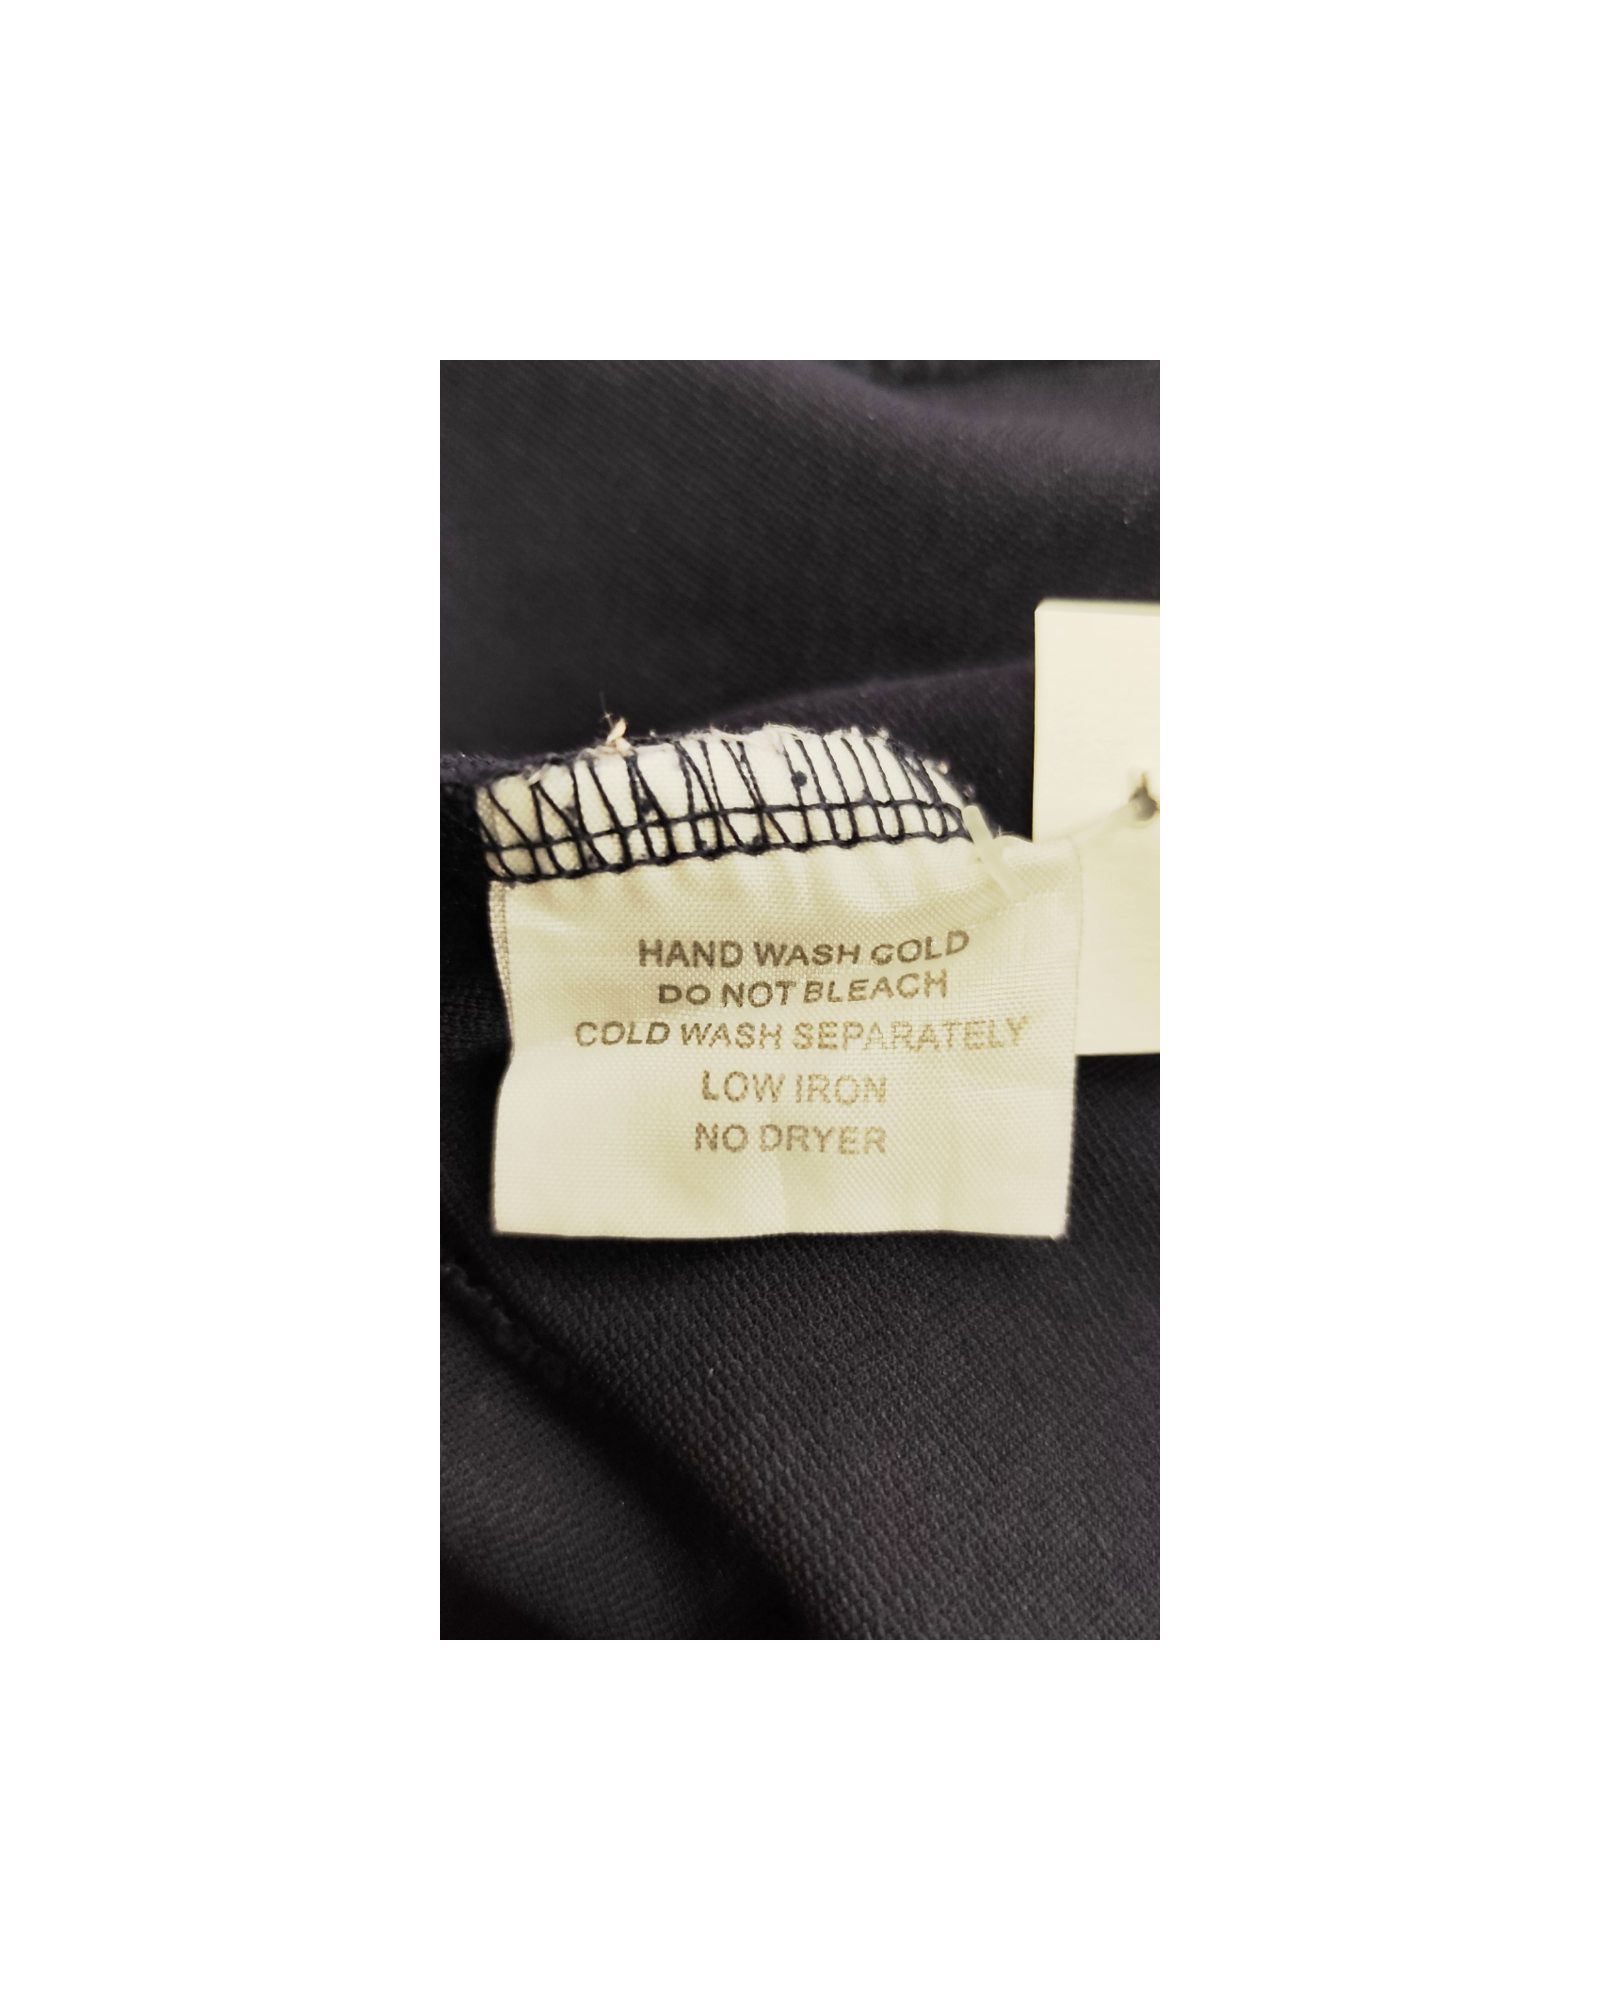 HAND WASH COLD
DO NOT BLEACH
COLD WASH SEPARATELY
LOW IRON
NO DRYER